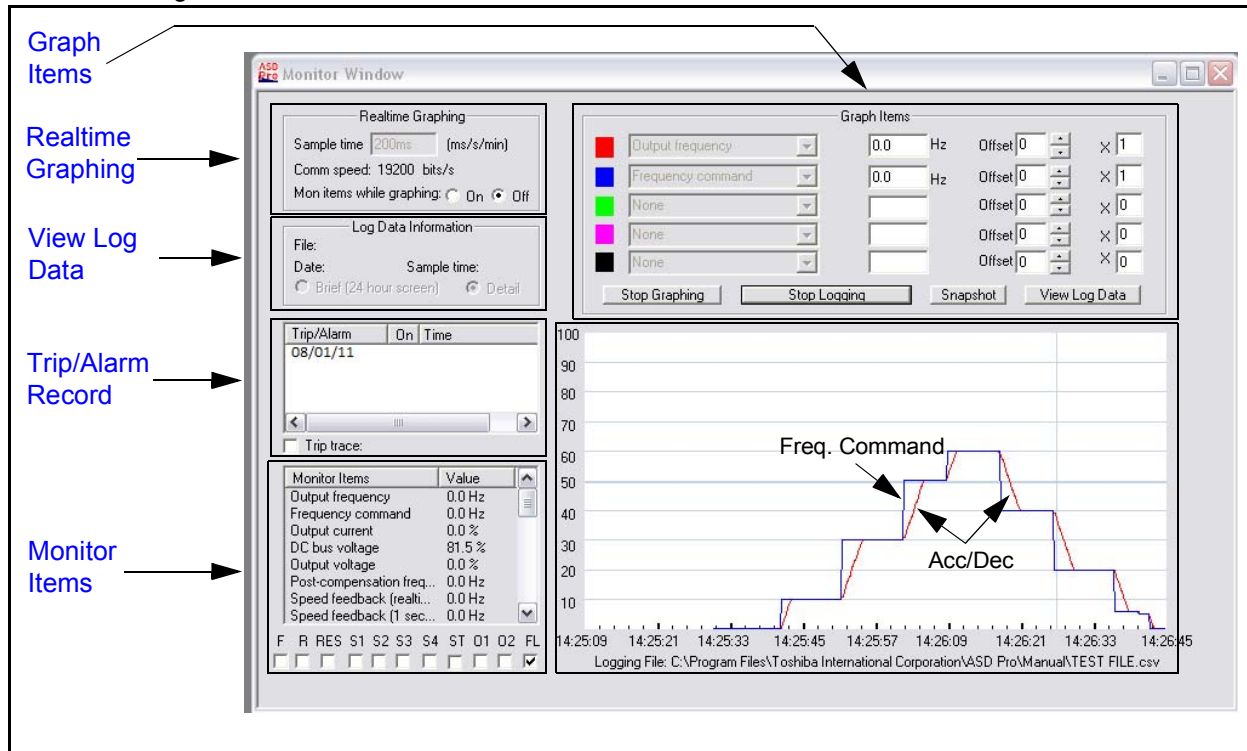 Graph
Items
Realtime
Graphing
View Log
Data
Trip/Alarm
Record
Monitor
Items
ASD
Pro Monitor Window
Realtime Graphing
Sample time 200ms (ms/s/min)
Comm speed: 19200 bits/s
Mon items while graphing: On Off
Log Data Information
File:
Date: Sample time:
Brief (24 hour screen) Detail
Trip/Alarm On Time
08/01/11
Trip trace:
Monitor Items Value
Output frequency 0.0 Hz
Frequency command 0.0 Hz
Output current 0.0 %
DC bus voltage 81.5 %
Output voltage 0.0 %
Post-compensation freq... 0.0 Hz
Speed feedback (realti... 0.0 Hz
Speed feedback (1 sec... 0.0 Hz
F R RES S1 S2 S3 S4 ST O1 O2 FL
Graph Items
Output frequency 0.0 Hz Offset 0 X 1
Frequency command 0.0 Hz Offset 0 X 1
None Offset 0 X 0
None Offset 0 X 0
None Offset 0 X 0
Stop Graphing Stop Logging Snapshot View Log Data
100
90
80
70
60
50
40
30
20
10
Freq. Command
Acc/Dec
14:25:09 14:25:21 14:25:33 14:25:45 14:25:57 14:26:09 14:26:21 14:26:33 14:26:45
Logging File: C:\Program Files\Toshiba International Corporation\ASD Pro\Manual\TEST FILE.csv